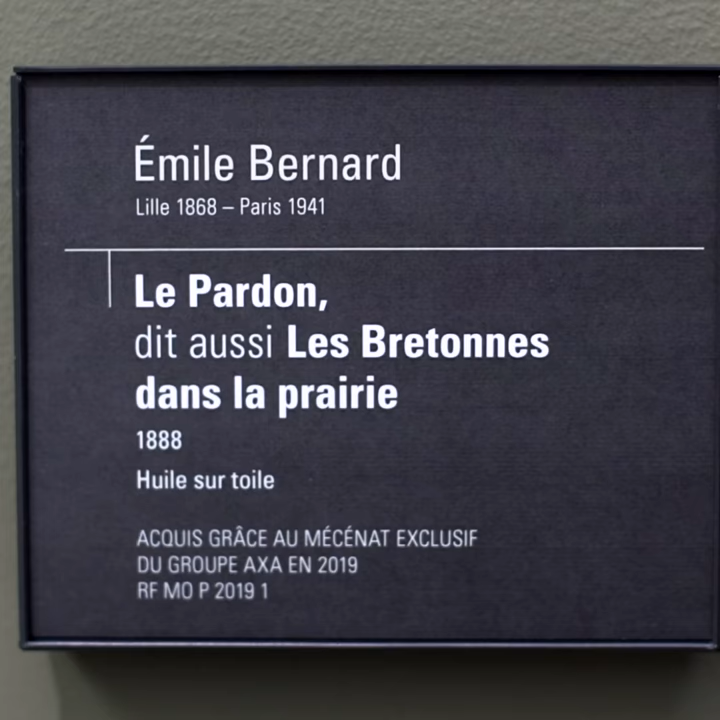 Émile Bernard
Lille 1868 – Paris 1941
Le Pardon,
dit aussi Les Bretonnes
dans la prairie
1888
Huile sur toile
ACQUIS GRÂCE AU MÉCÉNAT EXCLUSIF
DU GROUPE AXA EN 2019
RF MO P 2019 1